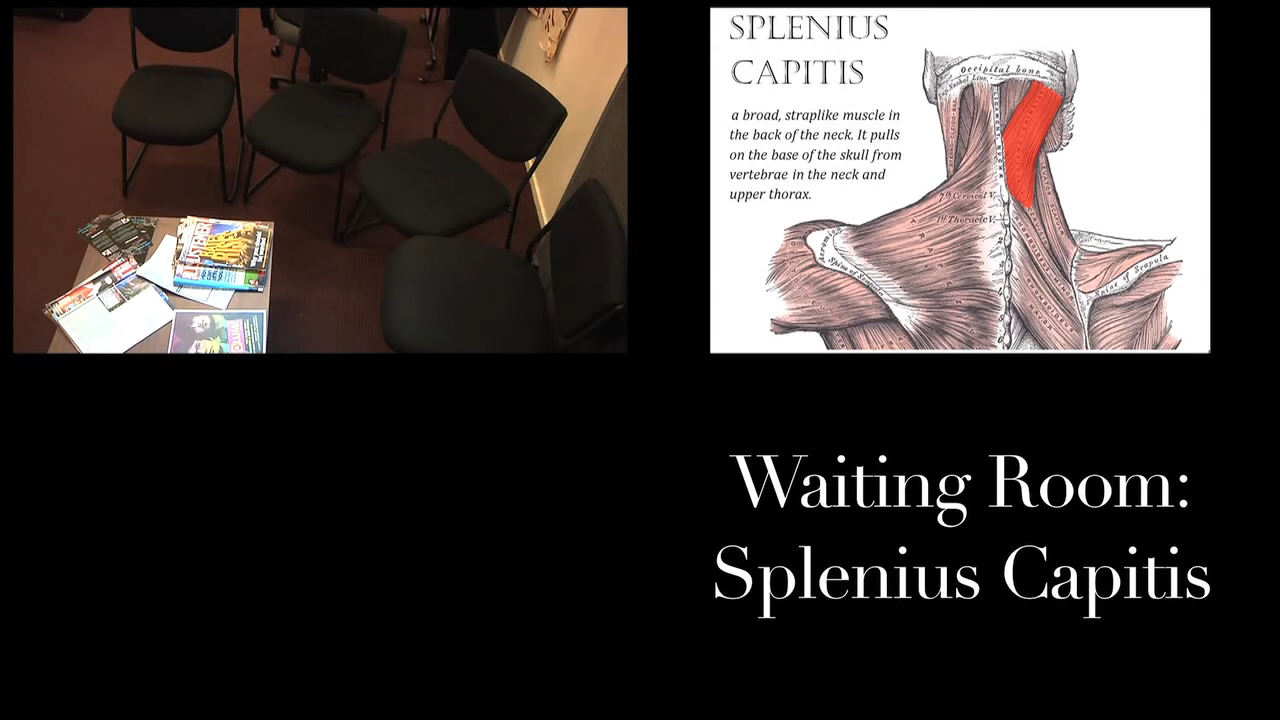 SPLENIUS
CAPITIS
a broad, straplike muscle in
the back of the neck. It pulls
on the base of the skull from
vertebrae in the neck and
upper thorax.
Occipital bone
7th Cervical V.
1st Thoracic V.
Spine of Scapula
LISTENER
Waiting Room:
Splenius Capitis